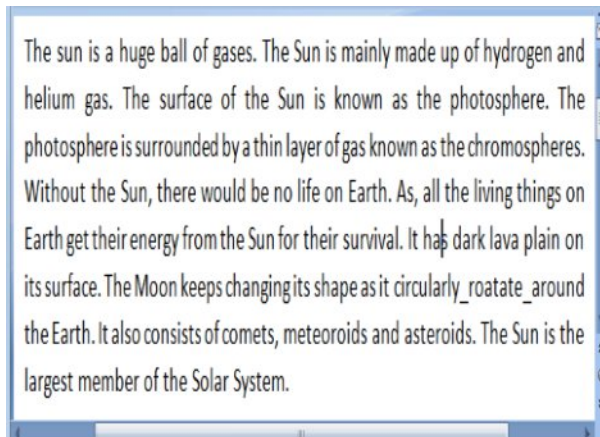 The sun is a huge ball of gases. The Sun is mainly made up of hydrogen and
helium gas. The surface of the Sun is known as the photosphere. The
photosphere is surrounded by a thin layer of gas known as the chromospheres.
Without the Sun, there would be no life on Earth. As, all the living things on
Earth get their energy from the Sun for their survival. It has dark lava plain on
its surface. The Moon keeps changing its shape as it circularly_roatate_around
the Earth. It also consists of comets, meteoroids and asteroids. The Sun is the
largest member of the Solar System.